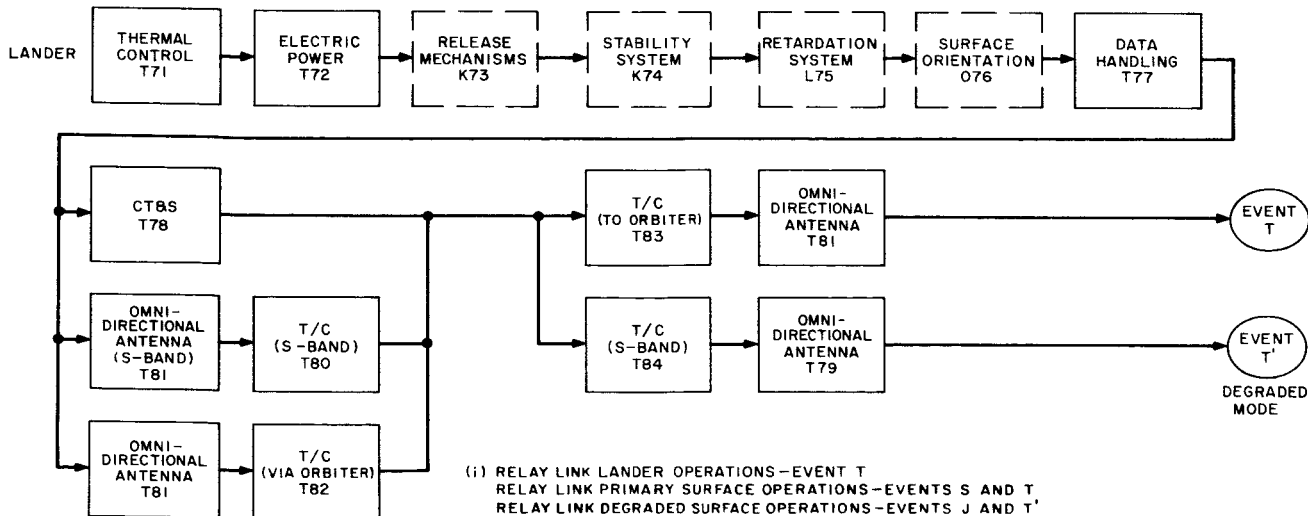 LANDER
THERMAL
CONTROL
T71
ELECTRIC
POWER
T72
RELEASE
MECHANISMS
K73
STABILITY
SYSTEM
K74
RETARDATION
SYSTEM
L75
SURFACE
ORIENTATION
O76
DATA
HANDLING
T77
CT&S
T78
T/C
(TO ORBITER)
T83
OMNI-
DIRECTIONAL
ANTENNA
T81
EVENT
T
OMNI-
DIRECTIONAL
ANTENNA
(S-BAND)
T81
T/C
(S-BAND)
T80
T/C
(S-BAND)
T84
OMNI-
DIRECTIONAL
ANTENNA
T79
EVENT
T'
DEGRADED
MODE
OMNI-
DIRECTIONAL
ANTENNA
T81
T/C
(VIA ORBITER)
T82
(i) RELAY LINK LANDER OPERATIONS-EVENT T
RELAY LINK PRIMARY SURFACE OPERATIONS-EVENTS S AND T
RELAY LINK DEGRADED SURFACE OPERATIONS-EVENTS J AND T'